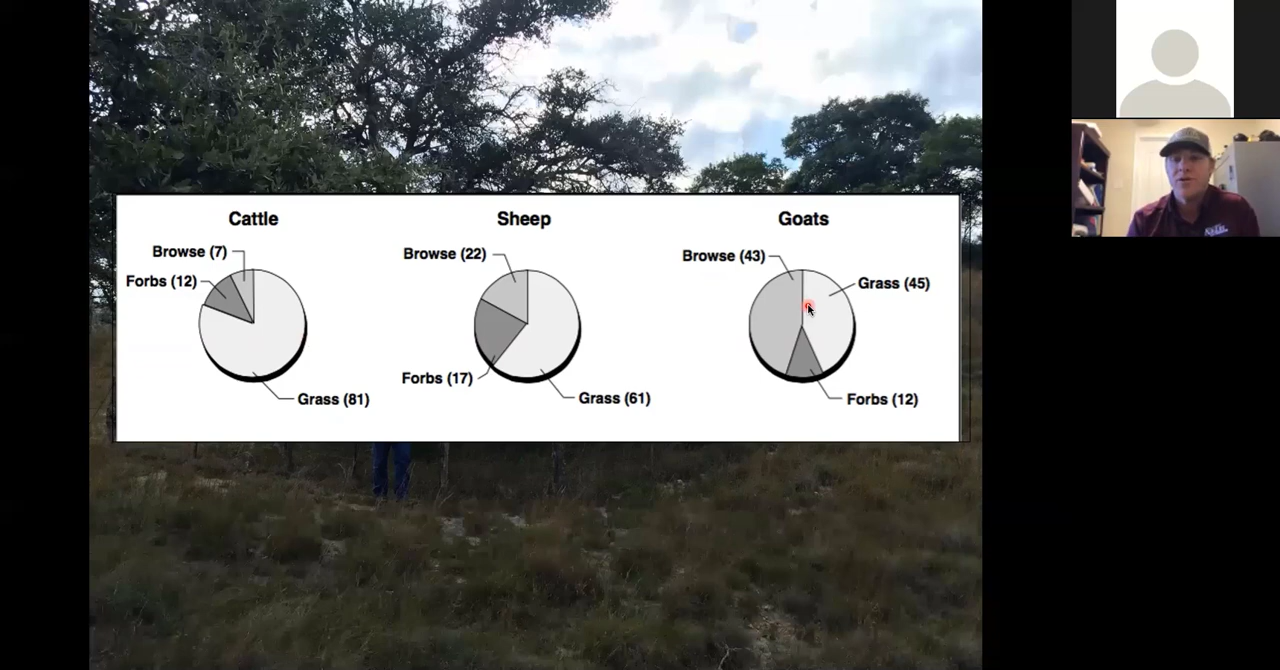 Cattle
Sheep
Goats
Browse (7)
Forbs (12)
Grass (81)
Browse (22)
Forbs (17)
Grass (61)
Browse (43)
Grass (45)
Forbs (12)